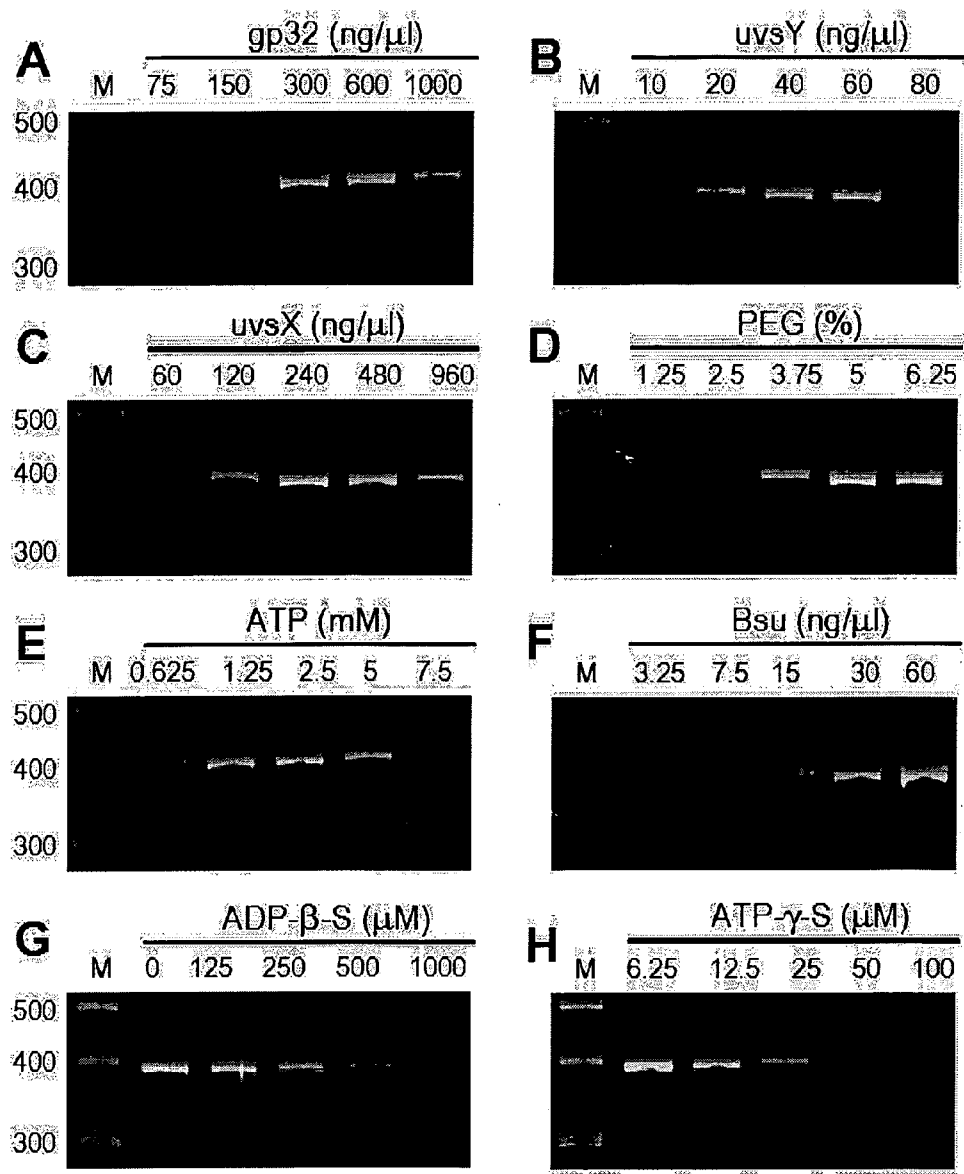 A
gp32 (ng/µl)
M 75 150 300 600 1000
500
400
300
B
uvsY (ng/µl)
M 10 20 40 60 80
C
uvsX (ng/µl)
M 60 120 240 480 960
500
400
300
D
PEG (%)
M 1.25 2.5 3.75 5 6.25
E
ATP (mM)
M 0.625 1.25 2.5 5 7.5
500
400
300
F
Bsu (ng/µl)
M 3.25 7.5 15 30 60
G
ADP-β-S (µM)
M 0 125 250 500 1000
500
400
300
H
ATP-γ-S (µM)
M 6.25 12.5 25 50 100